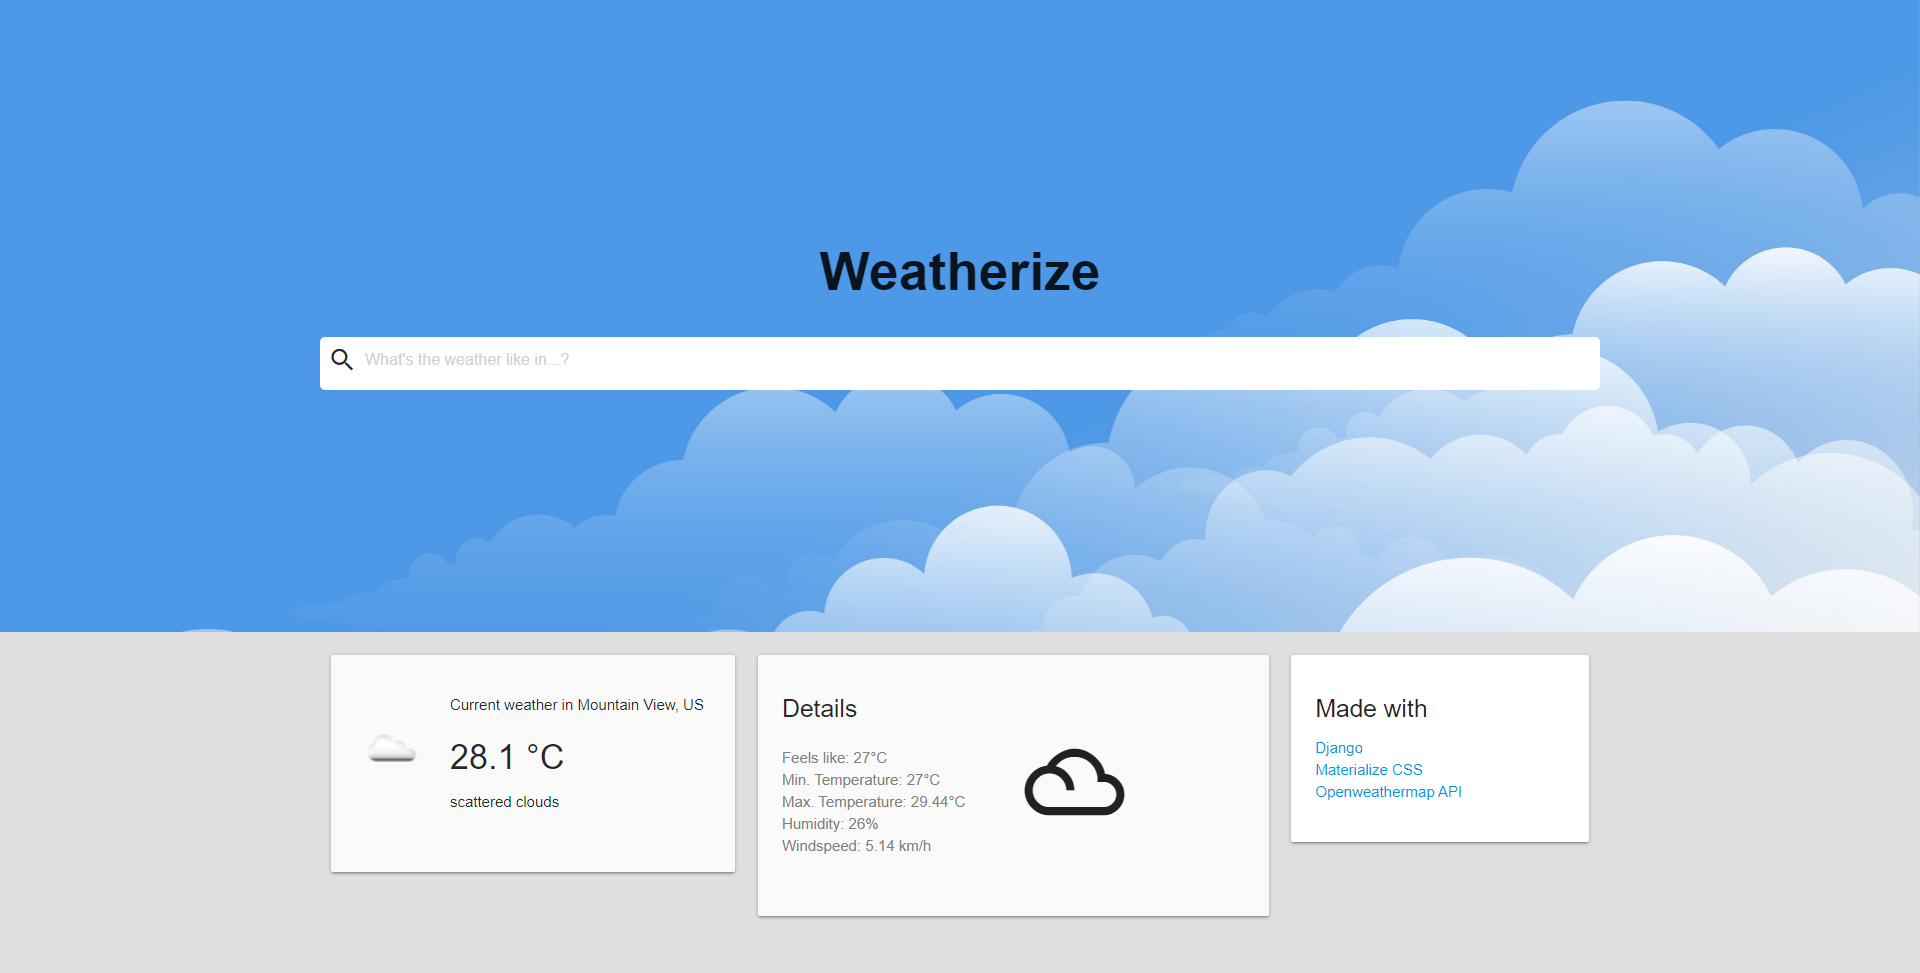 Weatherize
What's the weather like in...?
Current weather in Mountain View, US
28.1 °C
scattered clouds
Details
Feels like: 27°C
Min. Temperature: 27°C
Max. Temperature: 29.44°C
Humidity: 26%
Windspeed: 5.14 km/h
Made with
Django
Materialize CSS
Openweathermap API